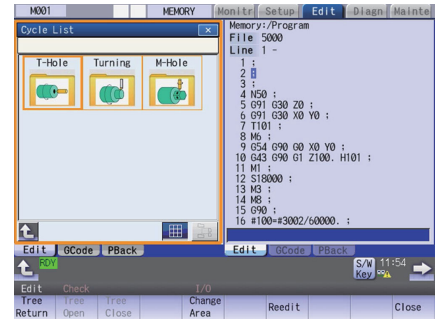 M001 MEMORY Monitr Setup Edit Diagn Mainte
Cycle List
T-Hole Turning M-Hole
Memory:/Program
File 5000
Line 1 -
1 ;
2
3 ;
4 N50 ;
5 G91 G30 Z0 ;
6 G91 G30 X0 Y0 ;
7 T101 ;
8 M6 ;
9 G54 G90 G0 X0 Y0 ;
10 G43 G90 G1 Z100. H101 ;
11 M1 ;
12 S18000 ;
13 M3 ;
14 M8 ;
15 G90 ;
16 #100=#3002/60000. ;
Edit GCode PBack
Edit GCode PBack
RDY S/W Key 11:54
Edit Check I/O
Tree Return Tree Open Tree Close Change Area Reedit Close